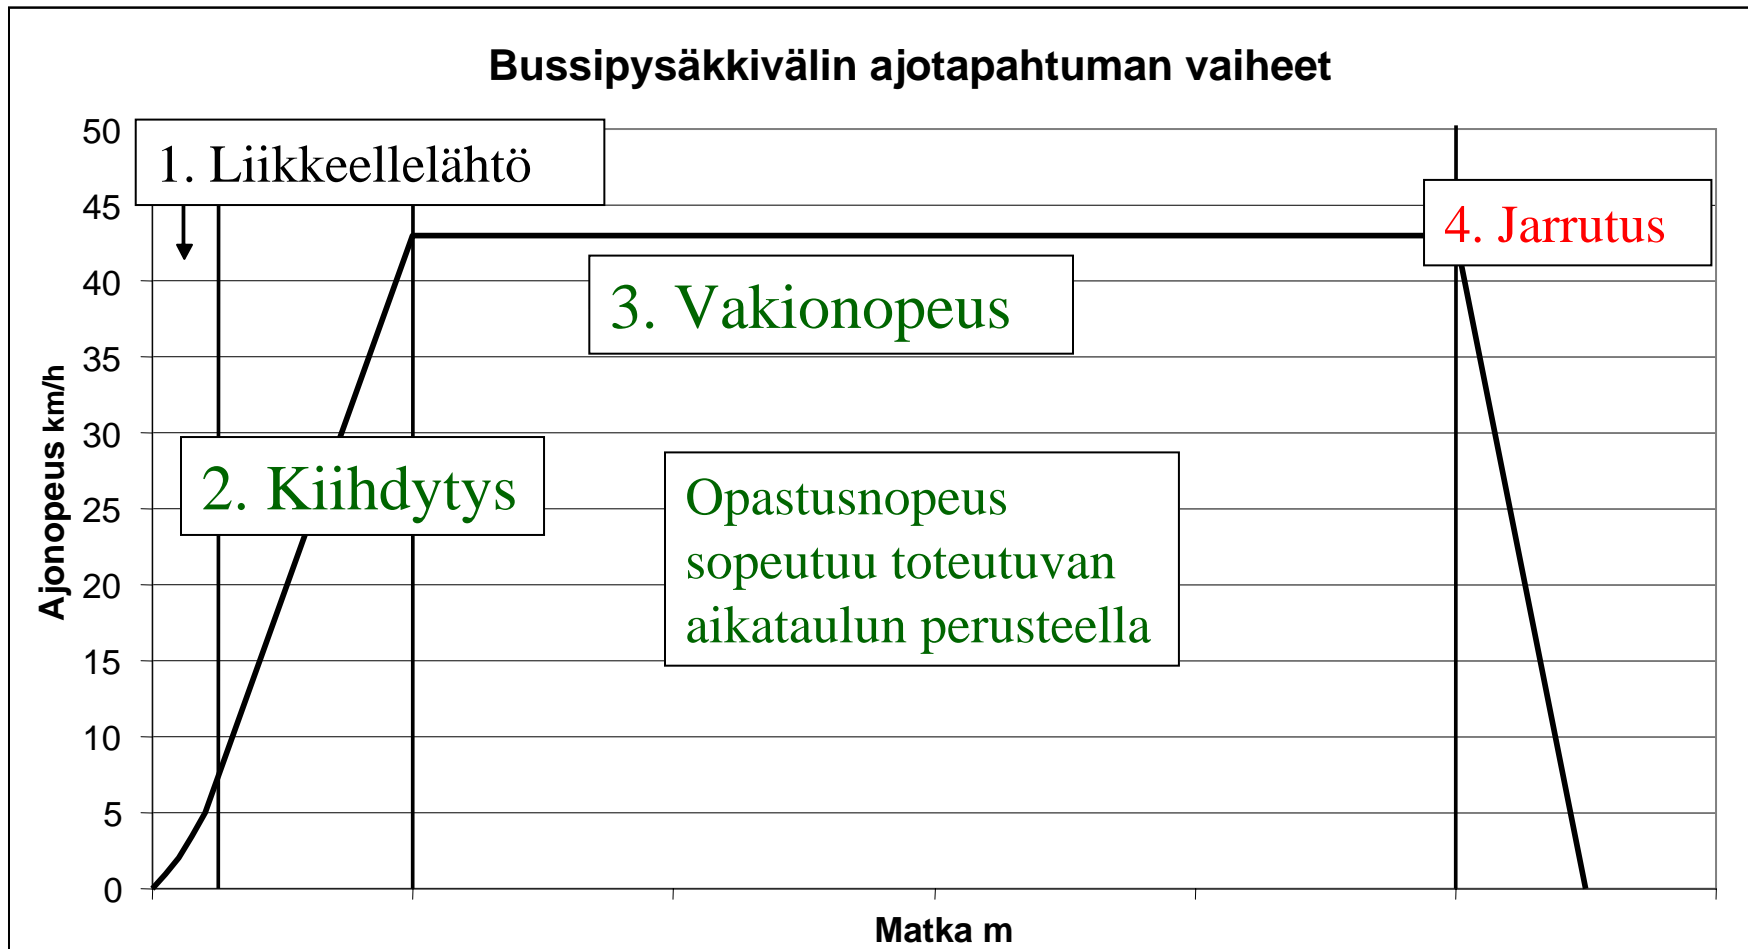 Bussipysäkkivälin ajotapahtuman vaiheet
50
1. Liikkeellelähtö
45
4. Jarrutus
40
3. Vakionopeus
35
30
2. Kiihdytys
25
Opastusnopeus
sopeutuu toteutuvan
aikataulun perusteella
20
15
10
5
0
Ajonopeus km/h
Matka m